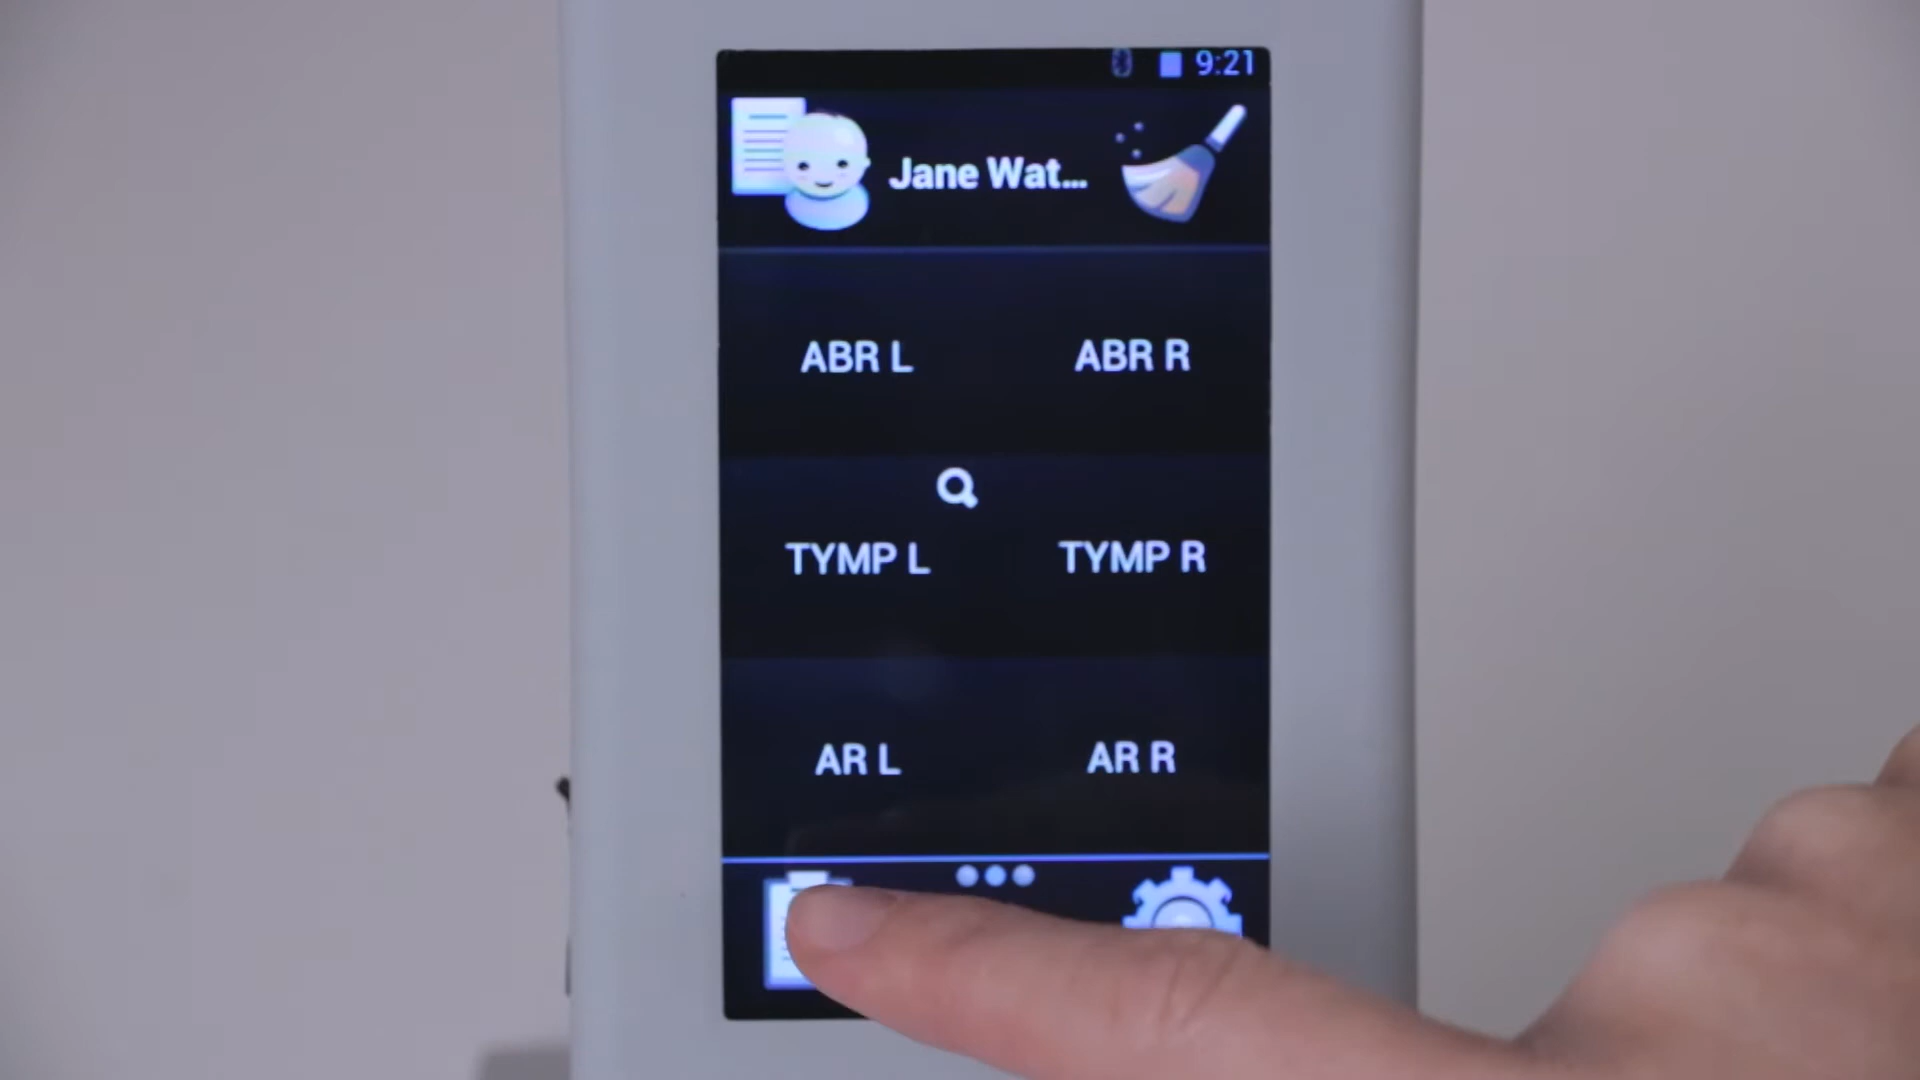 9:21
Jane Wat...
ABR L ABR R
TYMP L TYMP R
AR L AR R